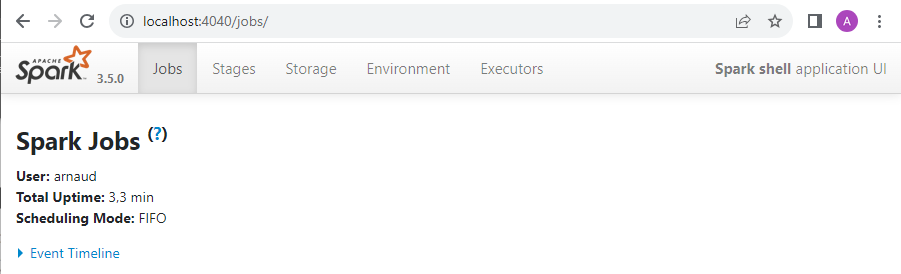 localhost:4040/jobs/
A
APACHE
Spark 3.5.0 Jobs Stages Storage Environment Executors Spark shell application UI
Spark Jobs (?)
User: arnaud
Total Uptime: 3,3 min
Scheduling Mode: FIFO
Event Timeline